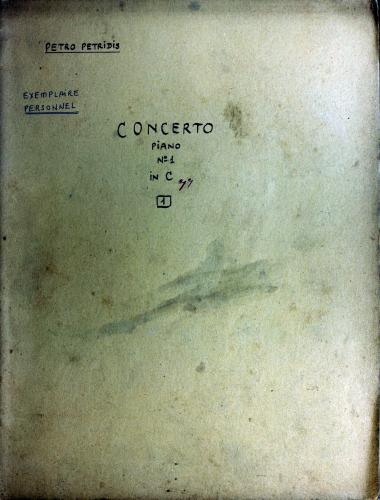 PETRO PETRIDIS
EXEMPLAIRE
PERSONNEL
CONCERTO
PIANO
Nº 1
IN C
1